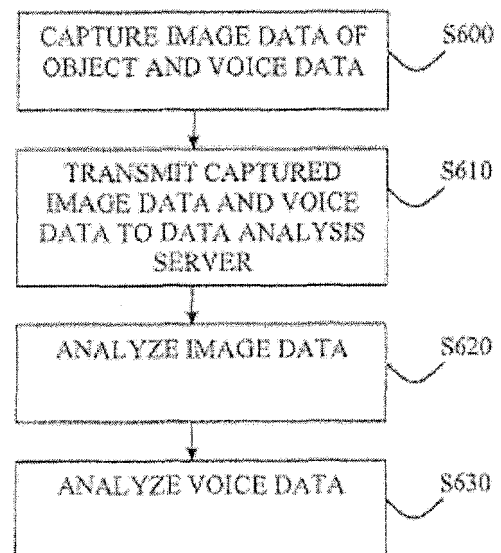 CAPTURE IMAGE DATA OF
OBJECT AND VOICE DATA
S600
TRANSMIT CAPTURED
IMAGE DATA AND VOICE
DATA TO DATA ANALYSIS
SERVER
S610
ANALYZE IMAGE DATA
S620
ANALYZE VOICE DATA
S630